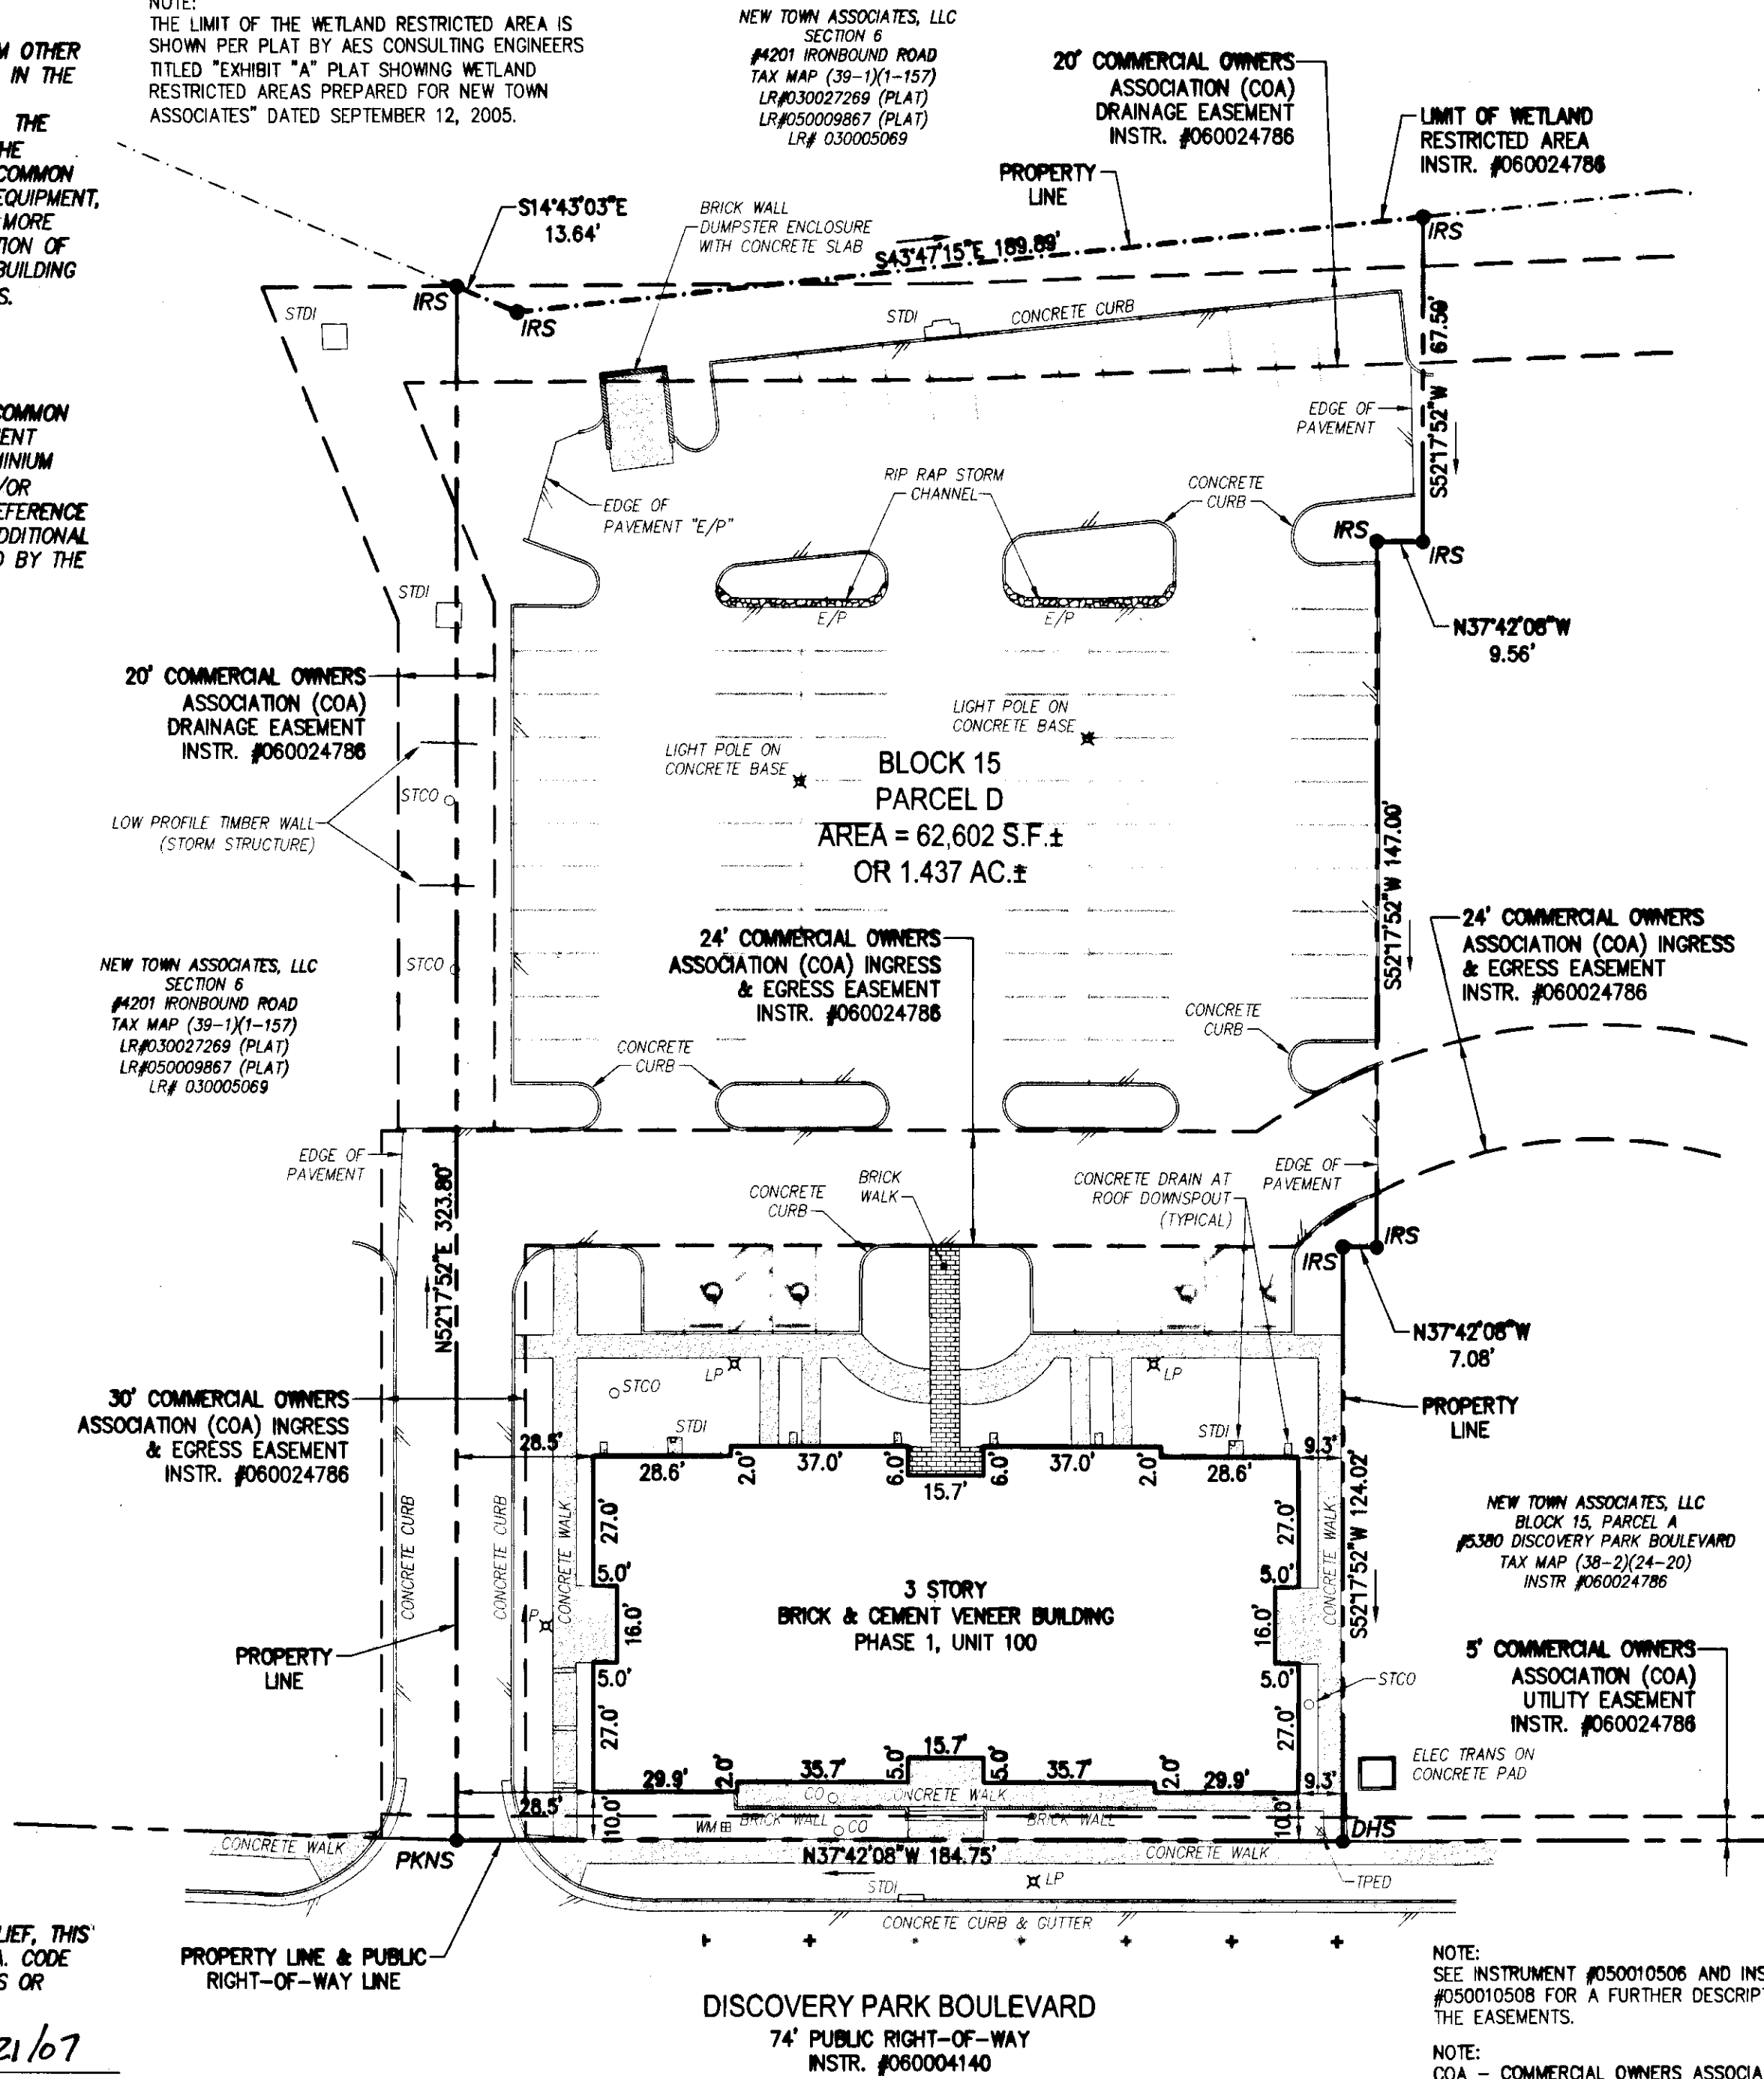 NOTE:
THE LIMIT OF THE WETLAND RESTRICTED AREA IS
SHOWN PER PLAT BY AES CONSULTING ENGINEERS
TITLED "EXHIBIT "A" PLAT SHOWING WETLAND
RESTRICTED AREAS PREPARED FOR NEW TOWN
ASSOCIATES" DATED SEPTEMBER 12, 2005.
OTHER
IN THE
THE
COMMON
EQUIPMENT,
MORE
OF
BUILDING
COMMON
REFERENCE
BY THE
NEW TOWN ASSOCIATES, LLC
SECTION 6
#4201 IRONBOUND ROAD
TAX MAP (39-1)(1-157)
LR#030027269 (PLAT)
LR#050009867 (PLAT)
LR# 030005069
20' COMMERCIAL OWNERS
ASSOCIATION (COA)
DRAINAGE EASEMENT
INSTR. #060024786
LIMIT OF WETLAND
RESTRICTED AREA
INSTR. #060024786
PROPERTY
LINE
S14°43'03"E
13.64'
BRICK WALL
DUMPSTER ENCLOSURE
WITH CONCRETE SLAB
S43°47'15"E 189.89'
IRS
IRS
IRS
STDI
STDI
CONCRETE CURB
67.50'
S52°17'52"W
EDGE OF
PAVEMENT
RIP RAP STORM
CHANNEL
CONCRETE
CURB
EDGE OF
PAVEMENT "E/P"
IRS
IRS
STDI
E/P
E/P
N37°42'08"W
9.56'
20' COMMERCIAL OWNERS
ASSOCIATION (COA)
DRAINAGE EASEMENT
INSTR. #060024786
LIGHT POLE ON
CONCRETE BASE
LIGHT POLE ON
CONCRETE BASE
BLOCK 15
PARCEL D
AREA = 62,602 S.F.±
OR 1.437 AC.±
STCO
LOW PROFILE TIMBER WALL
(STORM STRUCTURE)
S52°17'52"W 147.00'
24' COMMERCIAL OWNERS
ASSOCIATION (COA) INGRESS
& EGRESS EASEMENT
INSTR. #060024786
24' COMMERCIAL OWNERS
ASSOCIATION (COA) INGRESS
& EGRESS EASEMENT
INSTR. #060024786
NEW TOWN ASSOCIATES, LLC
SECTION 6
#4201 IRONBOUND ROAD
TAX MAP (39-1)(1-157)
LR#030027269 (PLAT)
LR#050009867 (PLAT)
LR# 030005069
STCO
CONCRETE
CURB
CONCRETE
CURB
EDGE OF
PAVEMENT
N52°17'52"E 323.80'
CONCRETE
CURB
BRICK
WALK
CONCRETE DRAIN AT
ROOF DOWNSPOUT
(TYPICAL)
EDGE OF
PAVEMENT
IRS
IRS
N37°42'08"W
7.08'
LP
LP
STCO
PROPERTY
LINE
30' COMMERCIAL OWNERS
ASSOCIATION (COA) INGRESS
& EGRESS EASEMENT
INSTR. #060024786
STDI
STDI
28.5'
28.6'
2.0'
37.0'
6.0'
15.7'
6.0'
37.0'
2.0'
28.6'
9.3'
S52°17'52"W 124.02'
CONCRETE CURB
CONCRETE CURB
CONCRETE WALK
CONCRETE WALK
27.0'
5.0'
16.0'
5.0'
27.0'
27.0'
5.0'
16.0'
5.0'
27.0'
3 STORY
BRICK & CEMENT VENEER BUILDING
PHASE 1, UNIT 100
NEW TOWN ASSOCIATES, LLC
BLOCK 15, PARCEL A
#5380 DISCOVERY PARK BOULEVARD
TAX MAP (38-2)(24-20)
INSTR #060024786
PROPERTY
LINE
STCO
5' COMMERCIAL OWNERS
ASSOCIATION (COA)
UTILITY EASEMENT
INSTR. #060024786
ELEC TRANS ON
CONCRETE PAD
28.5'
29.9'
2.0'
35.7'
5.0'
15.7'
5.0'
35.7'
2.0'
29.9'
9.3'
10.0'
10.0'
CO
CONCRETE WALK
WM
BRICK WALL
CO
BRICK WALL
DHS
CONCRETE WALK
PKNS
N37°42'08"W 184.75'
CONCRETE WALK
TPED
STDI
LP
CONCRETE CURB & GUTTER
PROPERTY LINE & PUBLIC
RIGHT-OF-WAY LINE
THIS
CODE
OR
21/07
DISCOVERY PARK BOULEVARD
74' PUBLIC RIGHT-OF-WAY
INSTR. #060004140
NOTE:
SEE INSTRUMENT #050010506 AND
#050010508 FOR A FURTHER
THE EASEMENTS.
NOTE:
COA - COMMERCIAL OWNERS